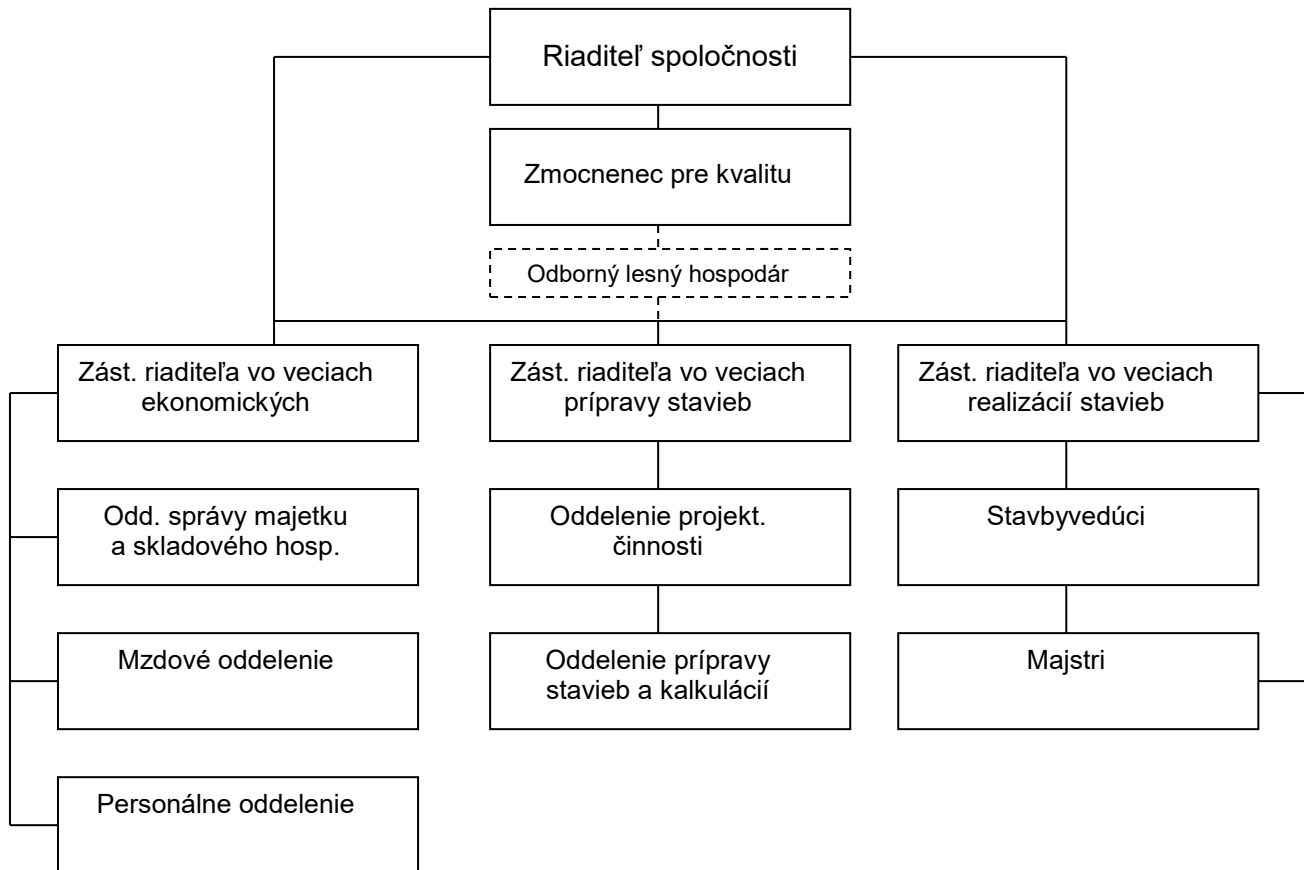 Riaditeľ spoločnosti
Zmocnenec pre kvalitu
Odborný lesný hospodár
Zást. riaditeľa vo veciach
ekonomických
Zást. riaditeľa vo veciach
prípravy stavieb
Zást. riaditeľa vo veciach
realizácií stavieb
Odd. správy majetku
a skladového hosp.
Oddelenie projekt.
činnosti
Stavbyvedúci
Mzdové oddelenie
Oddelenie prípravy
stavieb a kalkulácií
Majstri
Personálne oddelenie